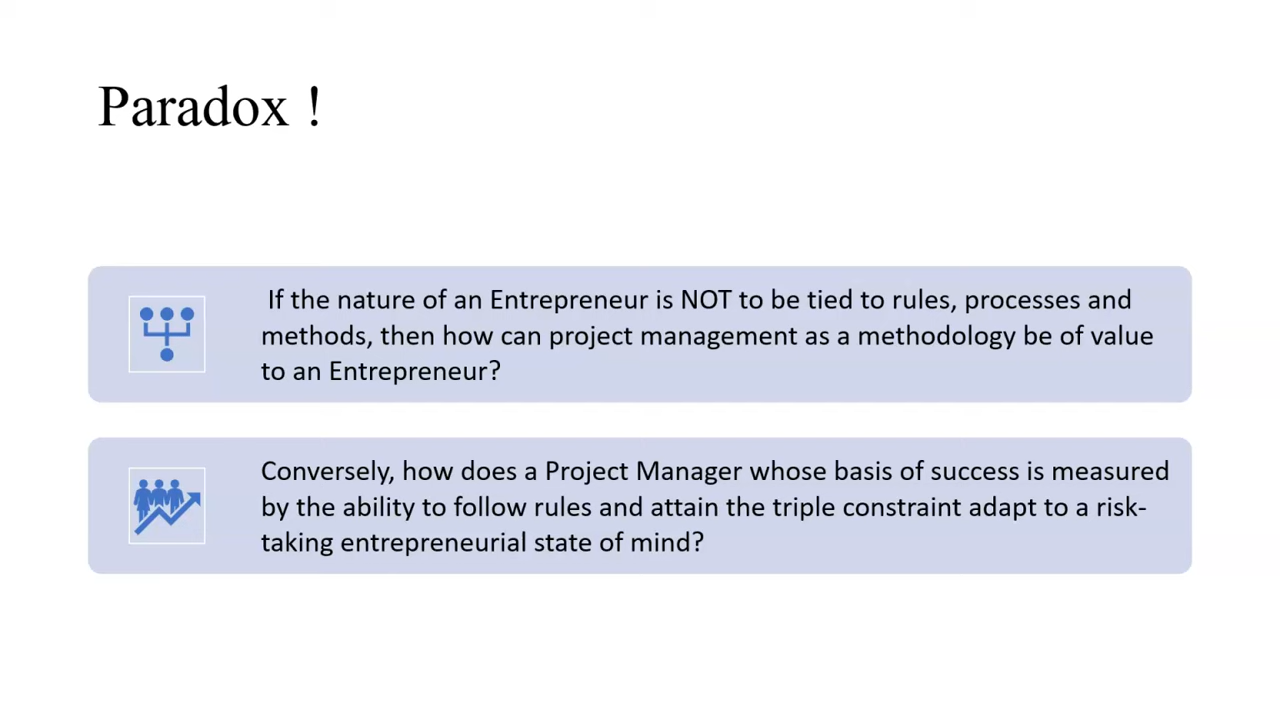 Paradox !
If the nature of an Entrepreneur is NOT to be tied to rules, processes and
methods, then how can project management as a methodology be of value
to an Entrepreneur?
Conversely, how does a Project Manager whose basis of success is measured
by the ability to follow rules and attain the triple constraint adapt to a risk-
taking entrepreneurial state of mind?